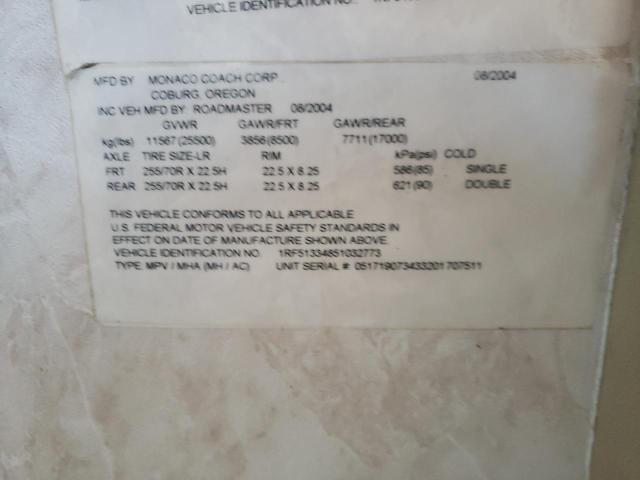 VEHICLE IDENTIFICATION NO.
MFD BY MONACO COACH CORP. 08/2004
COBURG, OREGON
INC VEH MFD BY ROADMASTER 08/2004
GVWR GAWR/FRT GAWR/REAR
kg(lbs) 11567(25500) 3856(8500) 7711(17000)
AXLE TIRE SIZE-LR RIM kPa(psi) COLD
FRT 255/70R X 22.5H 22.5 X 8.25 586(85) SINGLE
REAR 255/70R X 22.5H 22.5 X 8.25 621(90) DOUBLE
THIS VEHICLE CONFORMS TO ALL APPLICABLE
U.S. FEDERAL MOTOR VEHICLE SAFETY STANDARDS IN
EFFECT ON DATE OF MANUFACTURE SHOWN ABOVE.
VEHICLE IDENTIFICATION NO. 1RF51334851032773
TYPE MPV / MHA (MH / AC) UNIT SERIAL # 05171907343320​1707511